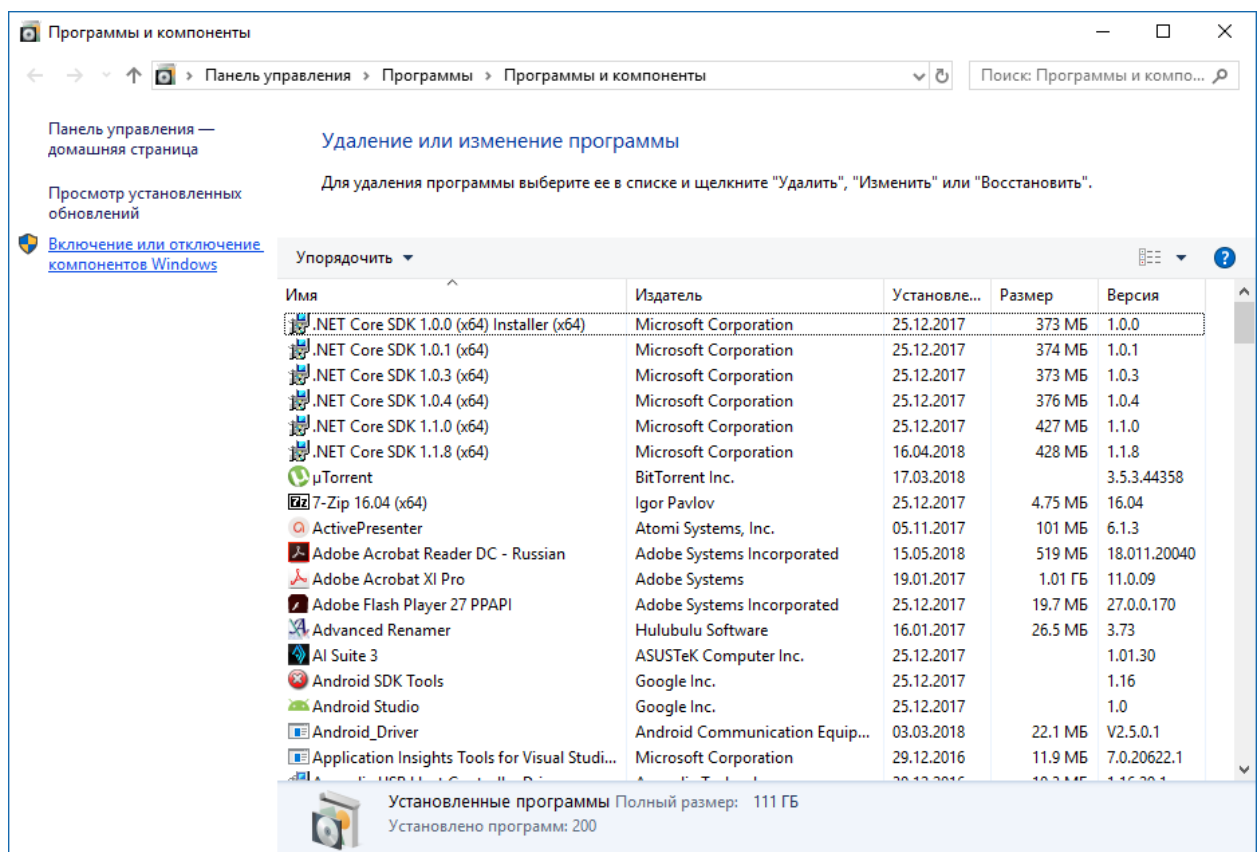 Программы и компоненты
Панель управления › Программы › Программы и компоненты
Поиск: Программы и компо...
Панель управления —
домашняя страница
Просмотр установленных
обновлений
Включение или отключение
компонентов Windows
Удаление или изменение программы
Для удаления программы выберите ее в списке и щелкните "Удалить", "Изменить" или "Восстановить".
Упорядочить
Имя Издатель Установле... Размер Версия
.NET Core SDK 1.0.0 (x64) Installer (x64) Microsoft Corporation 25.12.2017 373 МБ 1.0.0
.NET Core SDK 1.0.1 (x64) Microsoft Corporation 25.12.2017 374 МБ 1.0.1
.NET Core SDK 1.0.3 (x64) Microsoft Corporation 25.12.2017 373 МБ 1.0.3
.NET Core SDK 1.0.4 (x64) Microsoft Corporation 25.12.2017 376 МБ 1.0.4
.NET Core SDK 1.1.0 (x64) Microsoft Corporation 25.12.2017 427 МБ 1.1.0
.NET Core SDK 1.1.8 (x64) Microsoft Corporation 16.04.2018 428 МБ 1.1.8
µTorrent BitTorrent Inc. 17.03.2018 3.5.3.44358
7-Zip 16.04 (x64) Igor Pavlov 25.12.2017 4.75 МБ 16.04
ActivePresenter Atomi Systems, Inc. 05.11.2017 101 МБ 6.1.3
Adobe Acrobat Reader DC - Russian Adobe Systems Incorporated 15.05.2018 519 МБ 18.011.20040
Adobe Acrobat XI Pro Adobe Systems 19.01.2017 1.01 ГБ 11.0.09
Adobe Flash Player 27 PPAPI Adobe Systems Incorporated 25.12.2017 19.7 МБ 27.0.0.170
Advanced Renamer Hulubulu Software 16.01.2017 26.5 МБ 3.73
AI Suite 3 ASUSTeK Computer Inc. 25.12.2017 1.01.30
Android SDK Tools Google Inc. 25.12.2017 1.16
Android Studio Google Inc. 25.12.2017 1.0
Android_Driver Android Communication Equip... 03.03.2018 22.1 МБ V2.5.0.1
Application Insights Tools for Visual Studi... Microsoft Corporation 29.12.2016 11.9 МБ 7.0.20622.1
Установленные программы Полный размер: 111 ГБ
Установлено программ: 200